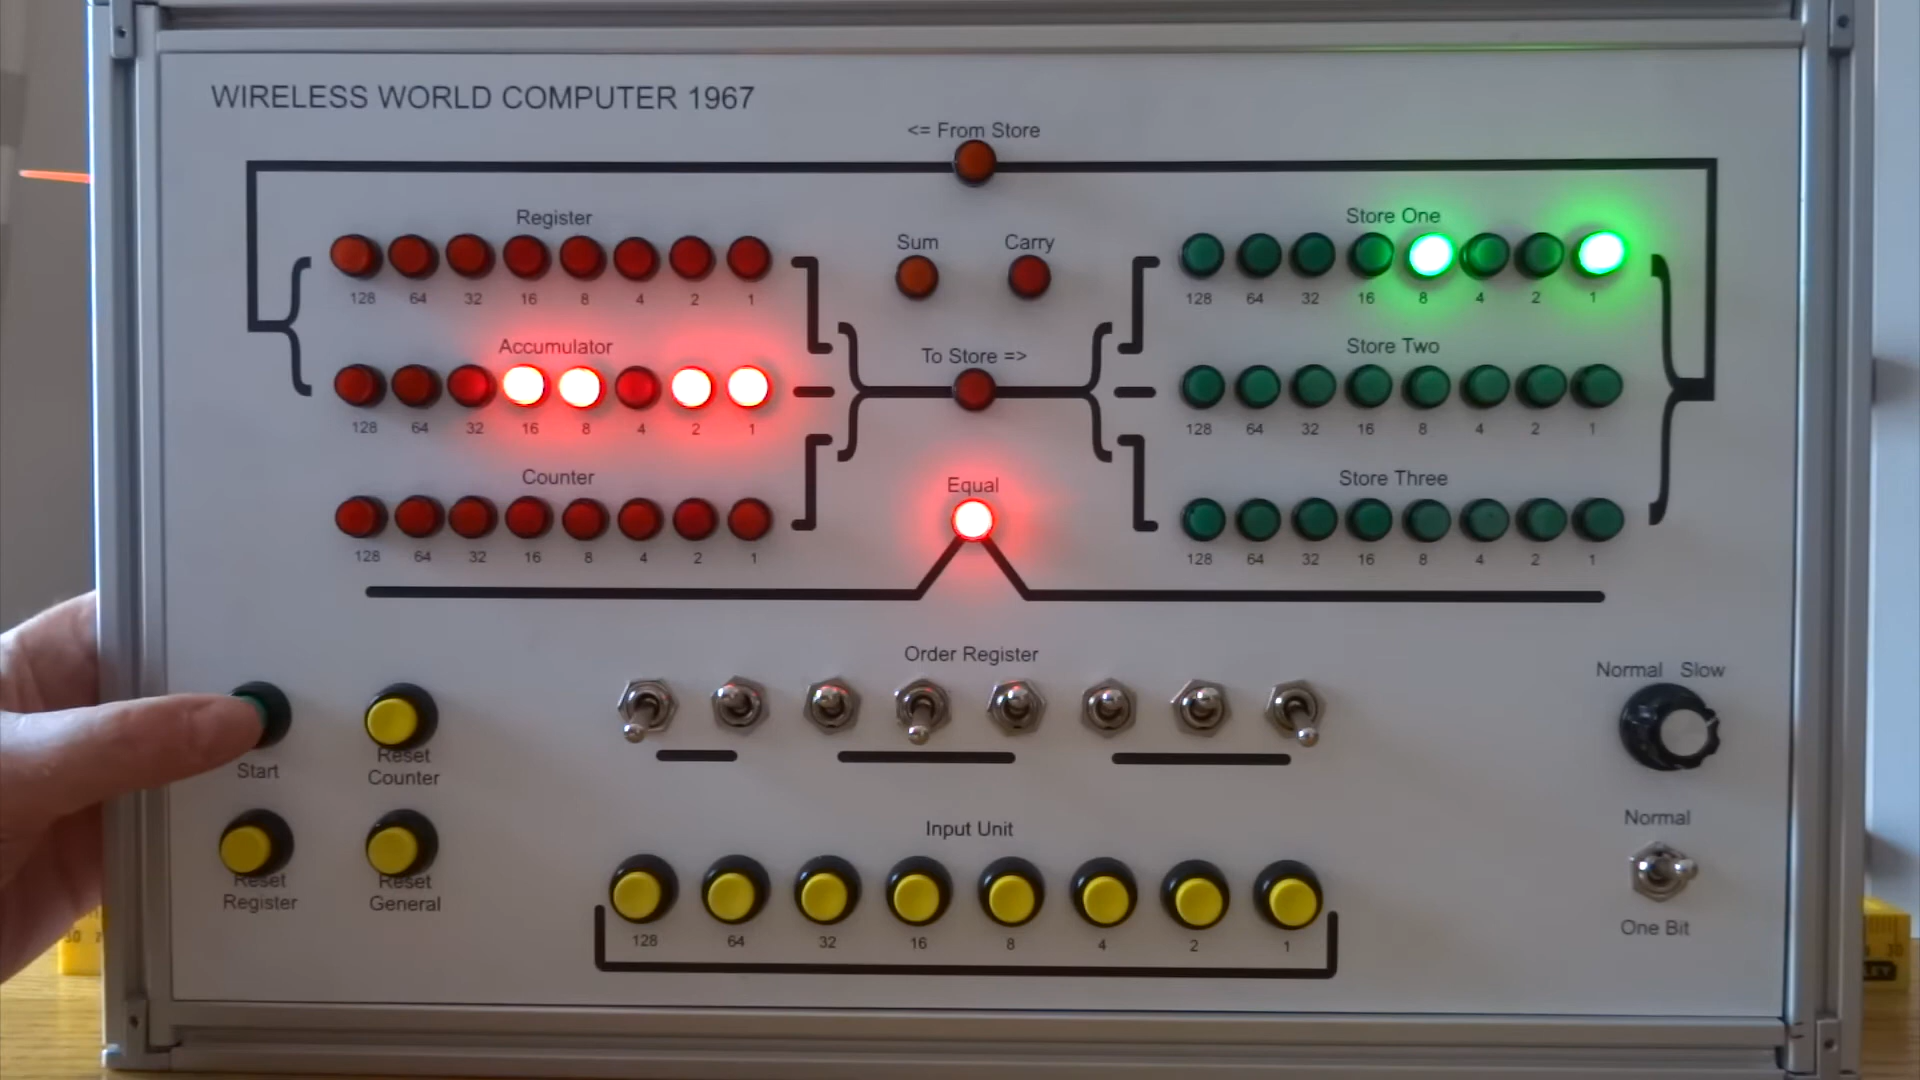 WIRELESS WORLD COMPUTER 1967
<= From Store
Register
128 64 32 16 8 4 2 1
Sum Carry
Store One
128 64 32 16 8 4 2 1
Accumulator
128 64 32 16 8 4 2 1
To Store =>
Store Two
128 64 32 16 8 4 2 1
Counter
128 64 32 16 8 4 2 1
Equal
Store Three
128 64 32 16 8 4 2 1
Order Register
Normal Slow
Start
Reset
Counter
Reset
Register
Reset
General
Input Unit
128 64 32 16 8 4 2 1
Normal
One Bit